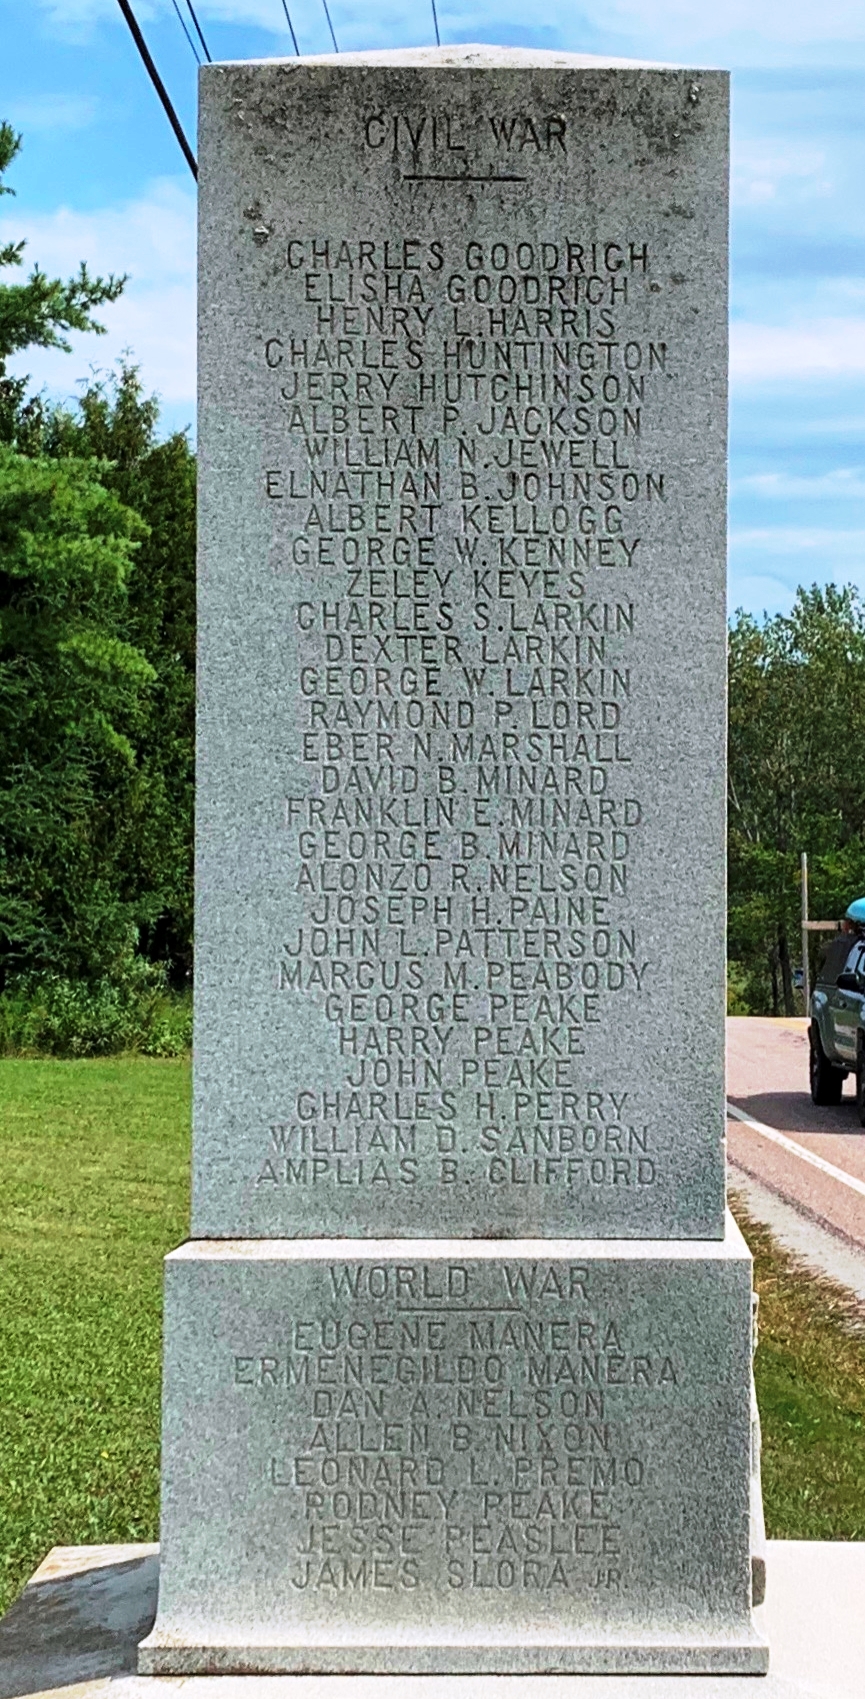 CIVIL WAR
CHARLES GOODRICH
ELISHA GOODRICH
HENRY L. HARRIS
CHARLES HUNTINGTON
JERRY HUTCHINSON
ALBERT P. JACKSON
WILLIAM N. JEWELL
ELNATHAN B. JOHNSON
ALBERT KELLOGG
GEORGE W. KENNEY
ZELEY KEYES
CHARLES S. LARKIN
DEXTER LARKIN
GEORGE W. LARKIN
RAYMOND P. LORD
EBER N. MARSHALL
DAVID B. MINARD
FRANKLIN E. MINARD
GEORGE B. MINARD
ALONZO R. NELSON
JOSEPH H. PAINE
JOHN L. PATTERSON
MARCUS M. PEABODY
GEORGE PEAKE
HARRY PEAKE
JOHN PEAKE
CHARLES H. PERRY
WILLIAM D. SANBORN
AMPLIAS B. CLIFFORD
WORLD WAR
EUGENE MANERA
ERMENEGILDO MANERA
DAN A. NELSON
ALLEN B. NIXON
LEONARD L. PREMO
RODNEY PEAKE
JESSE PEASLEE
JAMES SLORA JR.